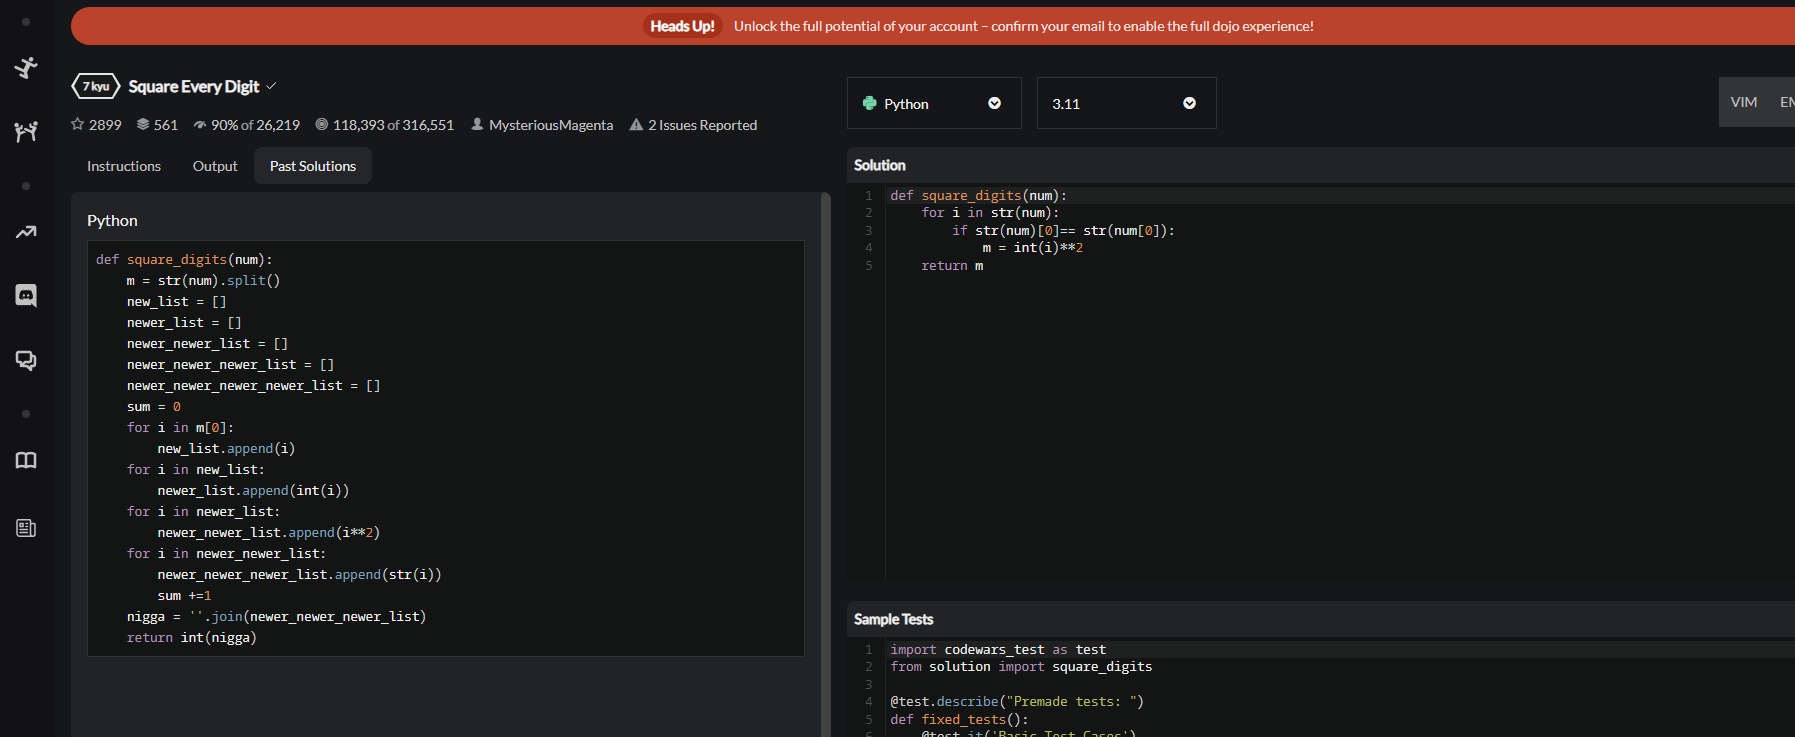 Heads Up! Unlock the full potential of your account – confirm your email to enable the full dojo experience!
7 kyu Square Every Digit
2899 561 90% of 26,219 118,393 of 316,551 MysteriousMagenta 2 Issues Reported
Instructions Output Past Solutions
Python
def square_digits(num):
    m = str(num).split()
    new_list = []
    newer_list = []
    newer_newer_list = []
    newer_newer_newer_list = []
    newer_newer_newer_newer_list = []
    sum = 0
    for i in m[0]:
        new_list.append(i)
    for i in new_list:
        newer_list.append(int(i))
    for i in newer_list:
        newer_newer_list.append(i**2)
    for i in newer_newer_list:
        newer_newer_newer_list.append(str(i))
        sum +=1
    nigga = ''.join(newer_newer_newer_list)
    return int(nigga)
Python 3.11 VIM EM
Solution
1 def square_digits(num):
2     for i in str(num):
3         if str(num)[0]== str(num[0]):
4             m = int(i)**2
5     return m
Sample Tests
1 import codewars_test as test
2 from solution import square_digits
3
4 @test.describe("Premade tests: ")
5 def fixed_tests():
6     @test.it('Basic Test Cases')